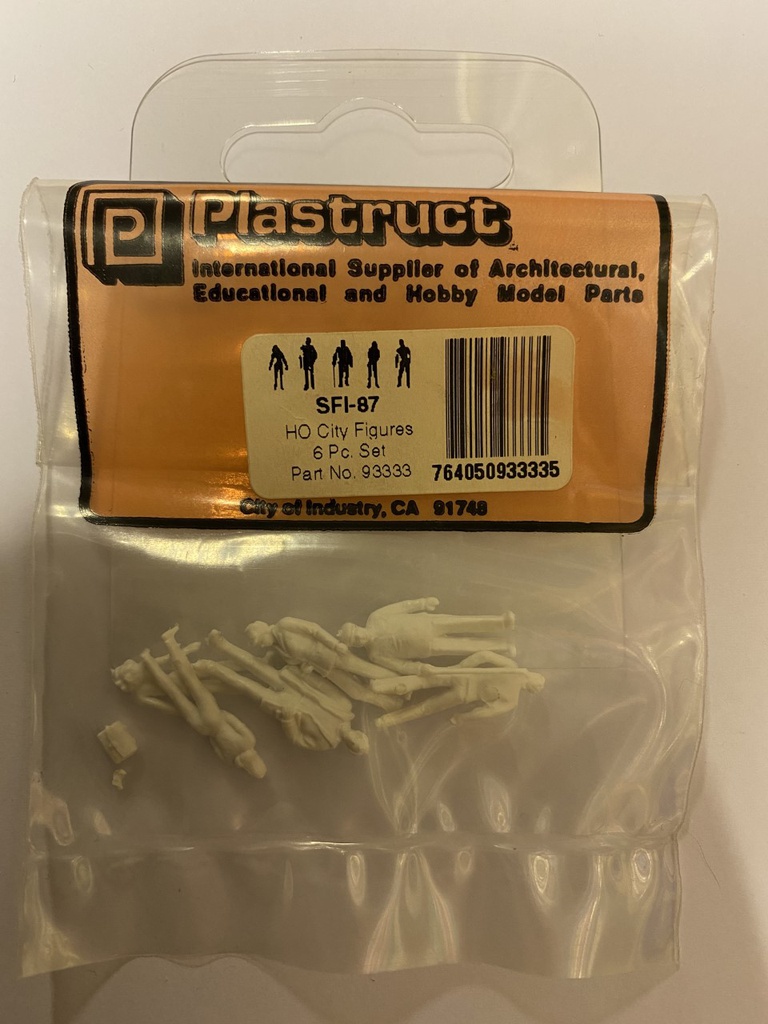 P Plastruct
International Supplier of Architectural,
Educational and Hobby Model Parts
SFI-87
HO City Figures
6 Pc. Set
Part No. 93333
764050933335
City of Industry, CA 91748